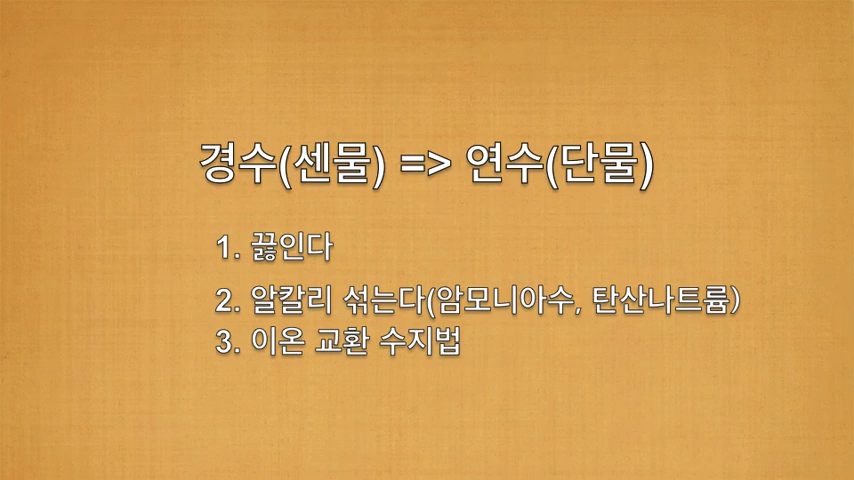 경수(센물) => 연수(단물)
1. 끓인다
2. 알칼리 섞는다(암모니아수, 탄산나트륨)
3. 이온 교환 수지법